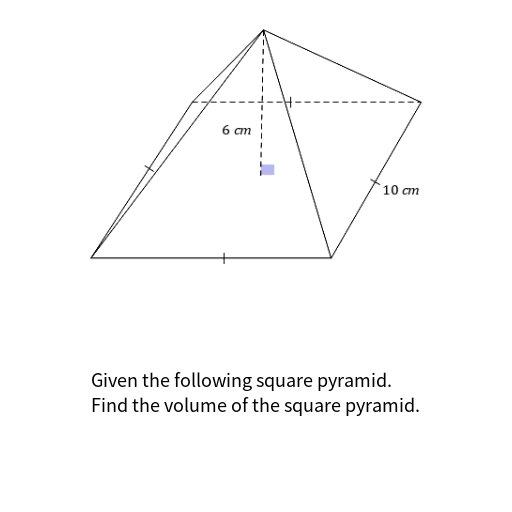 6 cm
10 cm
Given the following square pyramid.
Find the volume of the square pyramid.